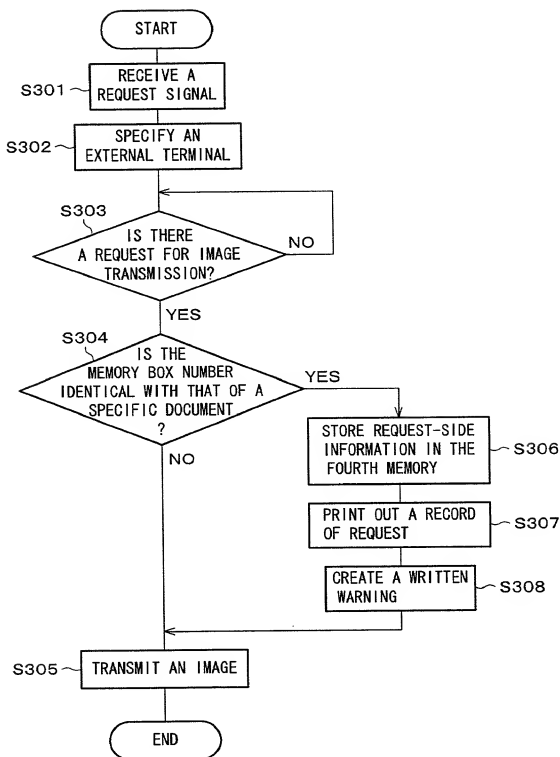 START
S301
RECEIVE A
REQUEST SIGNAL
S302
SPECIFY AN
EXTERNAL TERMINAL
S303
IS THERE
A REQUEST FOR IMAGE
TRANSMISSION?
NO
YES
S304
IS THE
MEMORY BOX NUMBER
IDENTICAL WITH THAT OF A
SPECIFIC DOCUMENT
?
YES
NO
STORE REQUEST-SIDE
INFORMATION IN THE
FOURTH MEMORY
S306
PRINT OUT A RECORD
OF REQUEST
S307
CREATE A WRITTEN
WARNING
S308
S305
TRANSMIT AN IMAGE
END